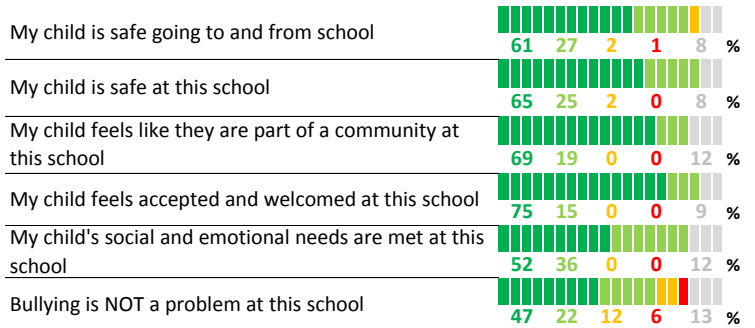 My child is safe going to and from school
61 27 2 1 8 %
My child is safe at this school
65 25 2 0 8 %
My child feels like they are part of a community at
this school
69 19 0 0 12 %
My child feels accepted and welcomed at this school
75 15 0 0 9 %
My child's social and emotional needs are met at this
school
52 36 0 0 12 %
Bullying is NOT a problem at this school
47 22 12 6 13 %